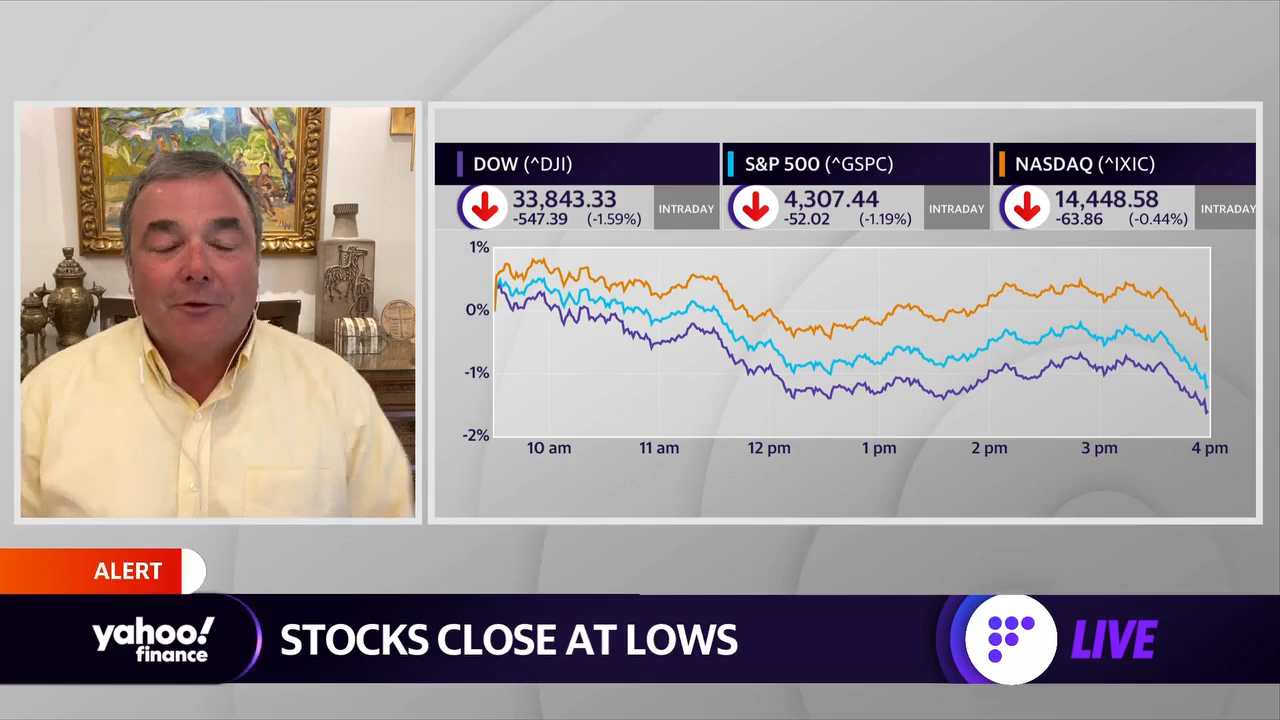 DOW (^DJI)
33,843.33
-547.39 (-1.59%)
INTRADAY
S&P 500 (^GSPC)
4,307.44
-52.02 (-1.19%)
INTRADAY
NASDAQ (^IXIC)
14,448.58
-63.86 (-0.44%)
INTRADAY
1%
0%
-1%
-2%
10 am 11 am 12 pm 1 pm 2 pm 3 pm 4 pm
ALERT
yahoo!
finance
STOCKS CLOSE AT LOWS
LIVE